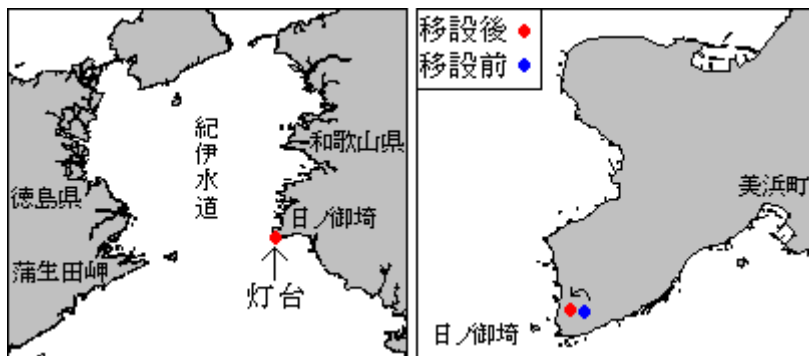 紀伊水道
和歌山県
徳島県
日ノ御埼
蒲生田岬
灯台
移設後
移設前
美浜町
日ノ御埼